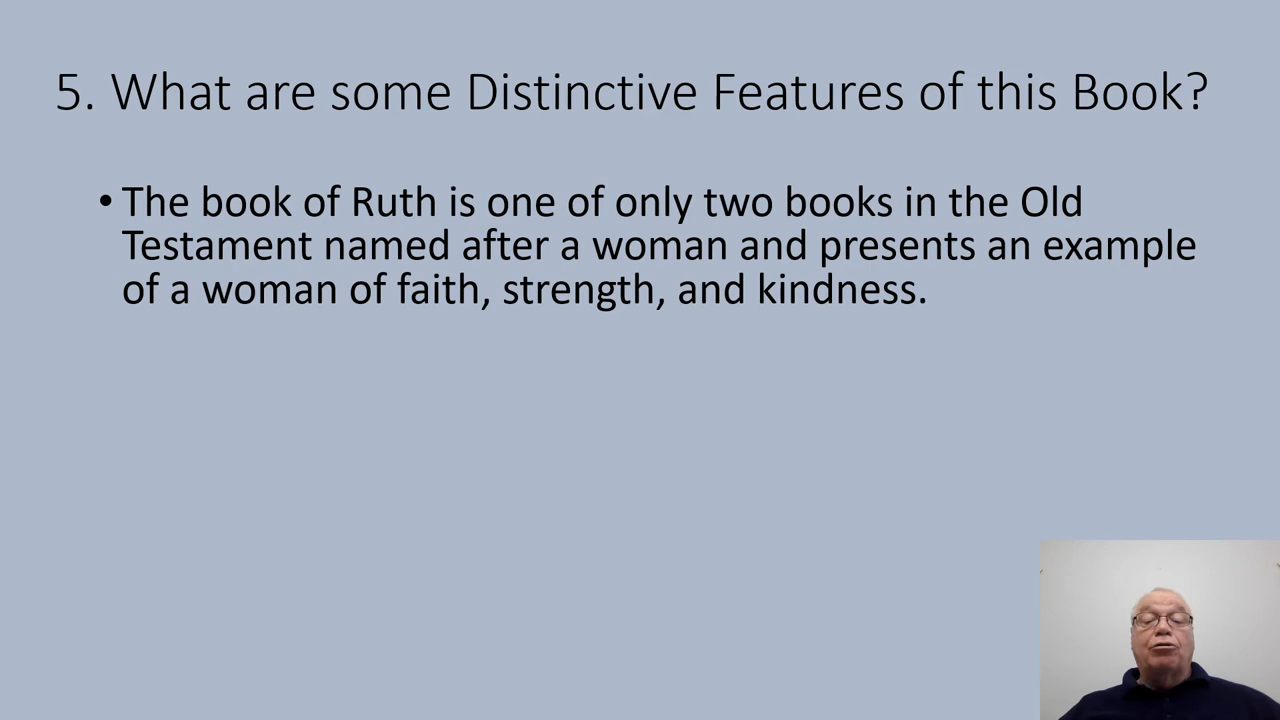 5. What are some Distinctive Features of this Book?
• The book of Ruth is one of only two books in the Old
Testament named after a woman and presents an example
of a woman of faith, strength, and kindness.